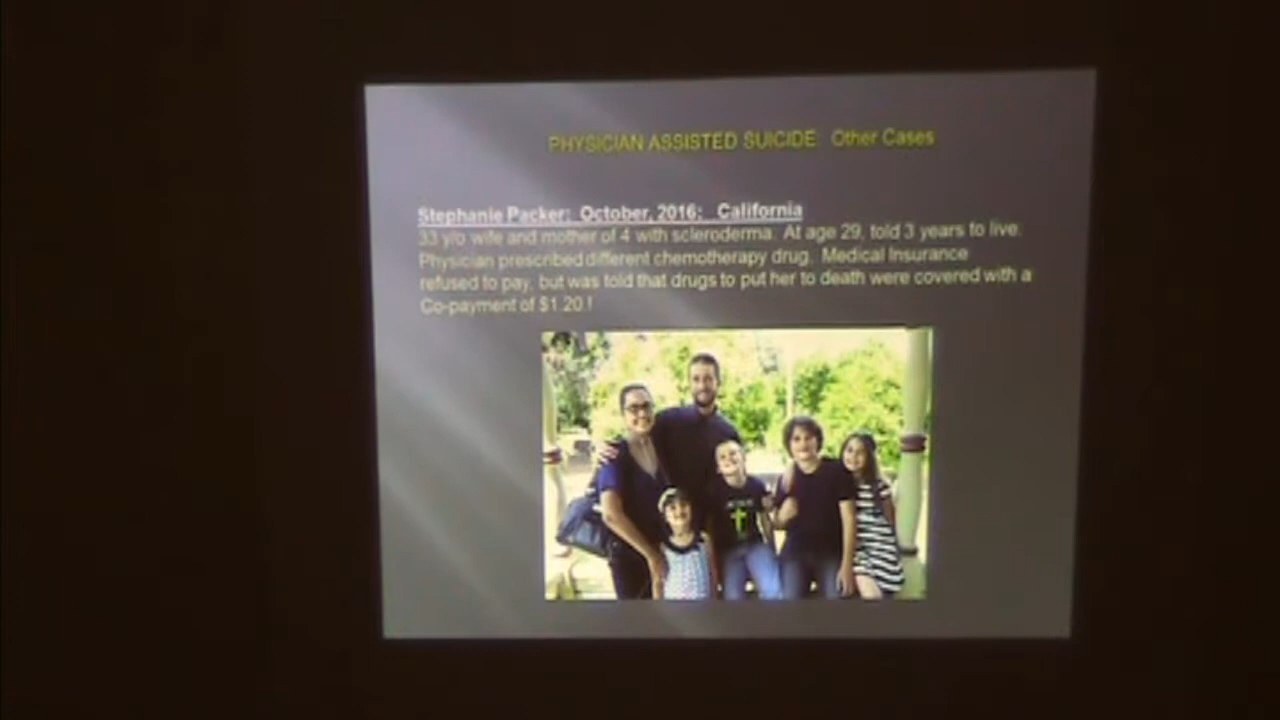 PHYSICIAN ASSISTED SUICIDE Other Cases
Stephanie Packer: October, 2016: California
33 y/o wife and mother of 4 with scleroderma. At age 29, told 3 years to live.
Physician prescribed different chemotherapy drug. Medical Insurance
refused to pay, but was told that drugs to put her to death were covered with a
Co-payment of $1.20.!